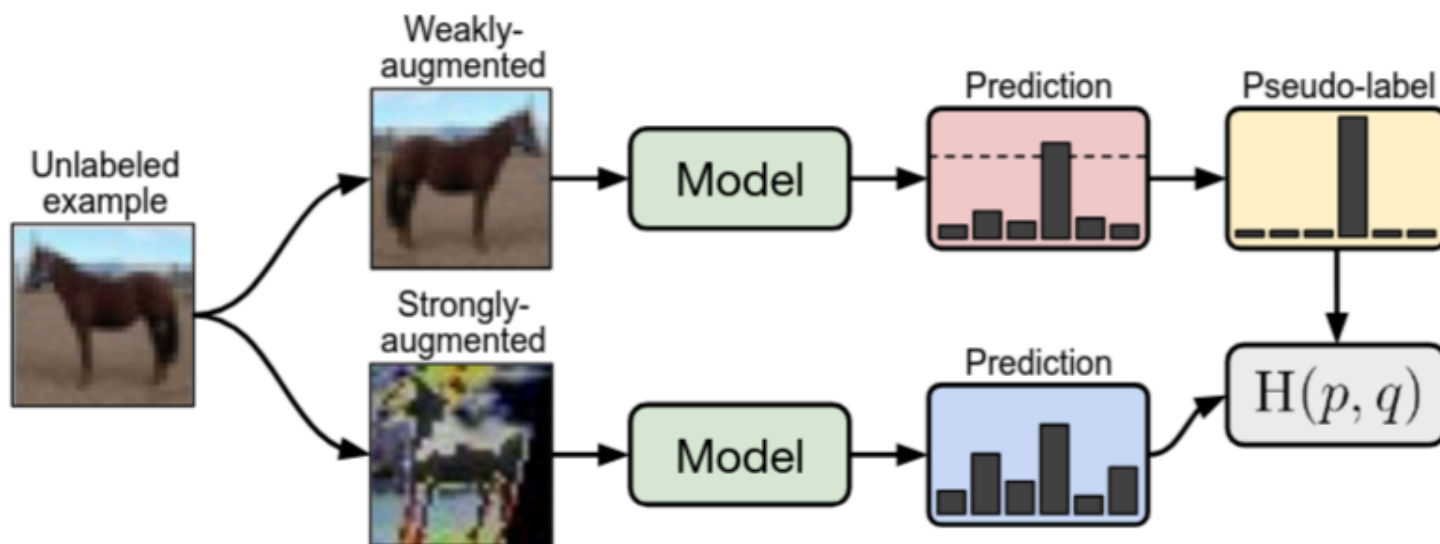 Unlabeled
example
Weakly-
augmented
Model
Prediction
Pseudo-label
Strongly-
augmented
Model
Prediction
H(p, q)